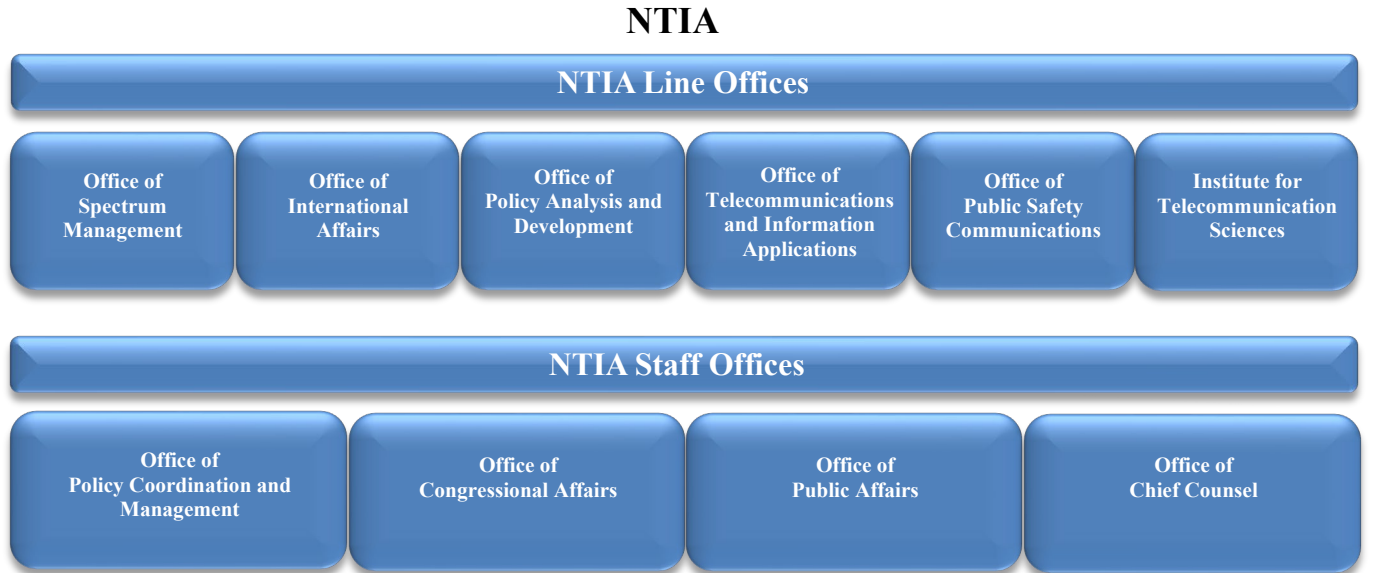 NTIA
NTIA Line Offices
Office of
Spectrum
Management
Office of
International
Affairs
Office of
Policy Analysis and
Development
Office of
Telecommunications
and Information
Applications
Office of
Public Safety
Communications
Institute for
Telecommunication
Sciences
NTIA Staff Offices
Office of
Policy Coordination and
Management
Office of
Congressional Affairs
Office of
Public Affairs
Office of
Chief Counsel